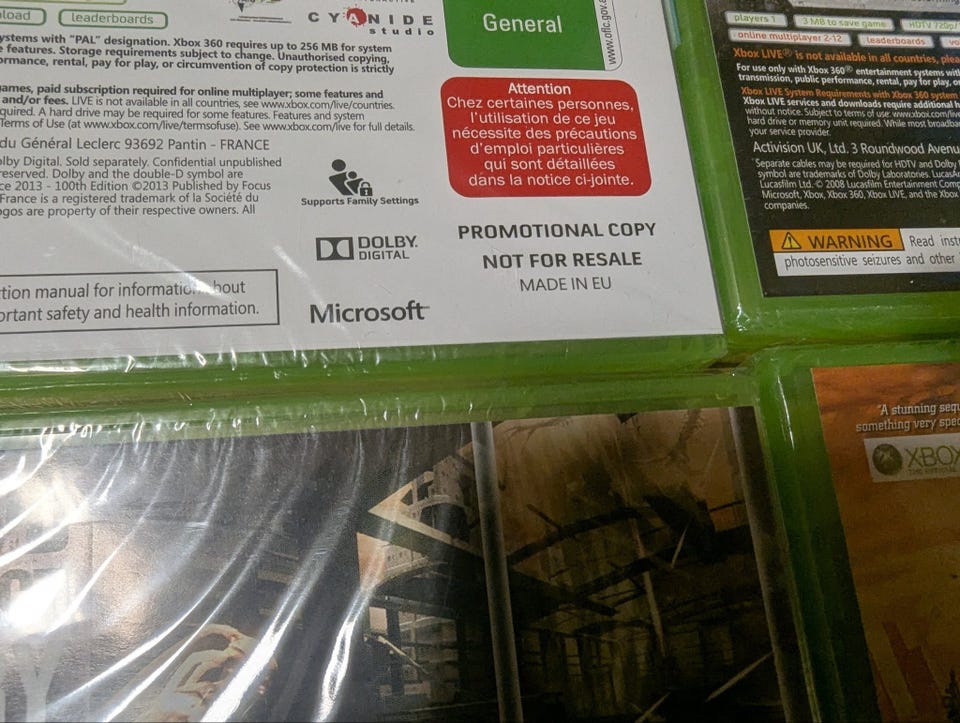 load
leaderboards
CYANIDE
studio
General
www.oflc.gov.a
ystems with "PAL" designation. Xbox 360 requires up to 256 MB for system
e features. Storage requirements subject to change. Unauthorised copying,
ormance, rental, pay for play, or circumvention of copy protection is strictly
ames, paid subscription required for online multiplayer; some features and
and/or fees. LIVE is not available in all countries, see www.xbox.com/live/countries.
quired. A hard drive may be required for some features. Features and system
Terms of Use (at www.xbox.com/live/termsofuse). See www.xbox.com/live for full details.
du Général Leclerc 93692 Pantin - FRANCE
olby Digital. Sold separately. Confidential unpublished
reserved. Dolby and the double-D symbol are
ce 2013 - 100th Edition ©2013 Published by Focus
France is a registered trademark of la Société du
ogos are property of their respective owners. All
Supports Family Settings
DOLBY
DIGITAL
tion manual for information about
ortant safety and health information.
Microsoft
Attention
Chez certaines personnes,
l'utilisation de ce jeu
nécessite des précautions
d'emploi particulières
qui sont détaillées
dans la notice ci-jointe.
PROMOTIONAL COPY
NOT FOR RESALE
MADE IN EU
players 1
3 MB to save game
HDTV 720p/
online multiplayer 2-12
leaderboards
vo
Xbox LIVE® is not available in all countries, plea
For use only with Xbox 360® entertainment systems with
transmission, public performance, rental, pay for play, or
Xbox LIVE System Requirements with Xbox 360 system
Xbox LIVE services and downloads require additional h
without notice. Subject to terms of use: www.xbox.com/
hard drive or memory unit required. While most broadban
your service provider.
Activision UK, Ltd. 3 Roundwood Avenu
Separate cables may be required for HDTV and Dolby
symbol are trademarks of Dolby Laboratories. LucasAr
Lucasfilm Ltd. © 2008 Lucasfilm Entertainment Comp
Microsoft, Xbox, Xbox 360, Xbox LIVE, and the Xbox
companies.
WARNING Read instr
photosensitive seizures and other
"A stunning sequ
something very spec
XBOX
THE OFFICIAL